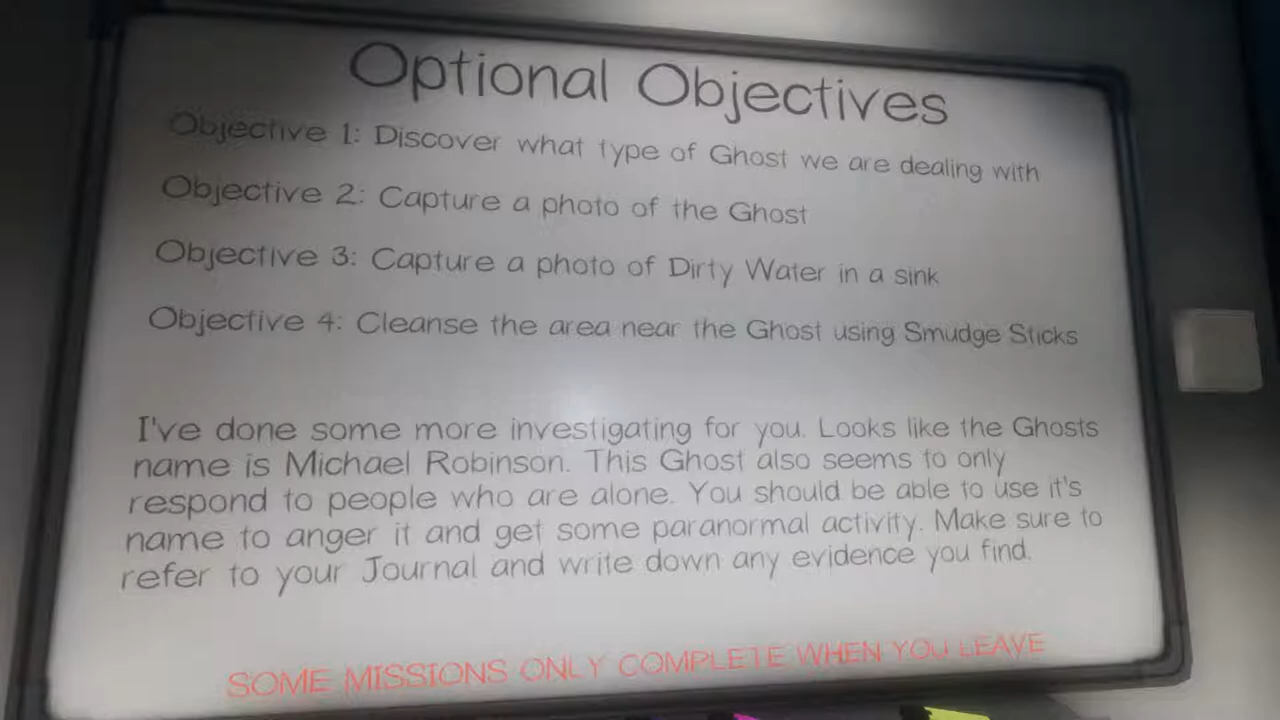 Optional Objectives
Objective 1: Discover what type of Ghost we are dealing with
Objective 2: Capture a photo of the Ghost
Objective 3: Capture a photo of Dirty Water in a sink
Objective 4: Cleanse the area near the Ghost using Smudge Sticks
I've done some more investigating for you. Looks like the Ghosts
name is Michael Robinson. This Ghost also seems to only
respond to people who are alone. You should be able to use it's
name to anger it and get some paranormal activity. Make sure to
refer to your Journal and write down any evidence you find.
SOME MISSIONS ONLY COMPLETE WHEN YOU LEAVE